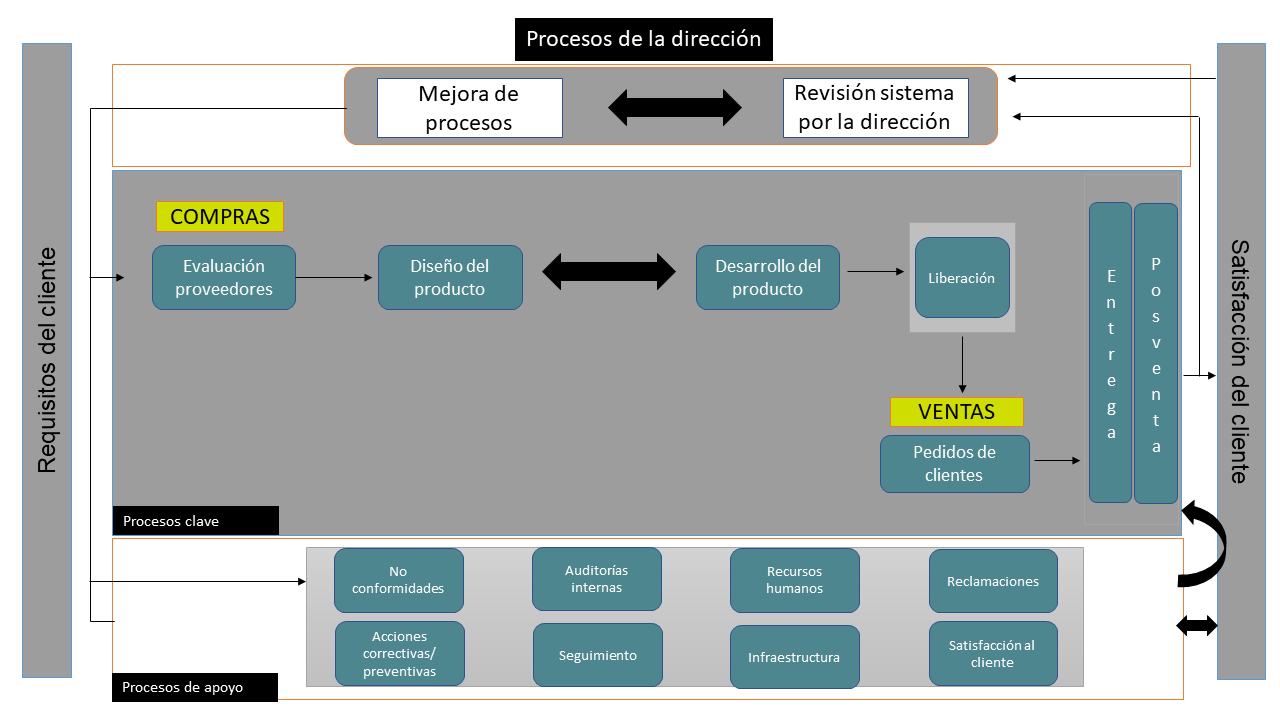 Procesos de la dirección
Requisitos del cliente
Mejora de
procesos
Revisión sistema
por la dirección
COMPRAS
Evaluación
proveedores
Diseño del
producto
Desarrollo del
producto
Liberación
VENTAS
Pedidos de
clientes
Entrega
Posventa
Satisfacción del cliente
Procesos clave
No
conformidades
Auditorías
internas
Recursos
humanos
Reclamaciones
Acciones
correctivas/
preventivas
Seguimiento
Infraestructura
Satisfacción al
cliente
Procesos de apoyo